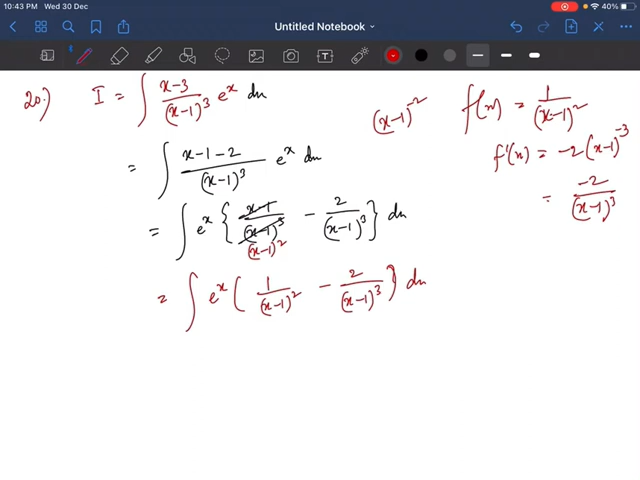 10:43 PM Wed 30 Dec
40%
Untitled Notebook
20.) I = ∫ (x-3)/(x-1)³ eˣ dx
= ∫ (x-1-2)/(x-1)³ eˣ dx
= ∫ eˣ { (x-1)/(x-1)³ - 2/(x-1)³ } dx
(x-1)²
= ∫ eˣ ( 1/(x-1)² - 2/(x-1)³ ) dx
(x-1)⁻²
f(x) = 1/(x-1)²
f'(x) = -2(x-1)⁻³
= -2/(x-1)³